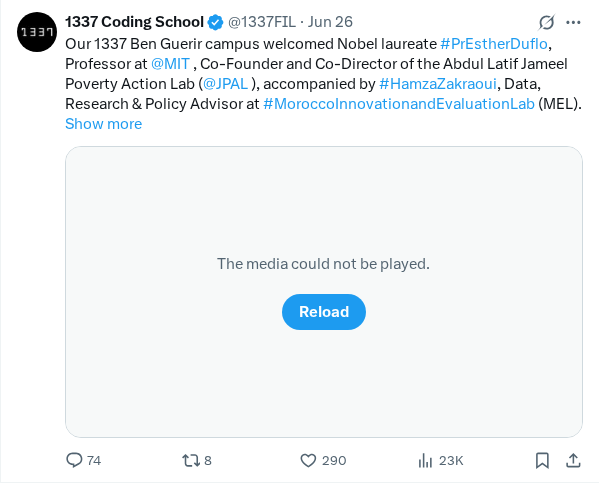 1337
1337 Coding School @1337FIL · Jun 26
Our 1337 Ben Guerir campus welcomed Nobel laureate #PrEstherDuflo,
Professor at @MIT , Co-Founder and Co-Director of the Abdul Latif Jameel
Poverty Action Lab (@JPAL ), accompanied by #HamzaZakraoui, Data,
Research & Policy Advisor at #MoroccoInnovationandEvaluationLab (MEL).
Show more
The media could not be played.
Reload
74 8 290 23K